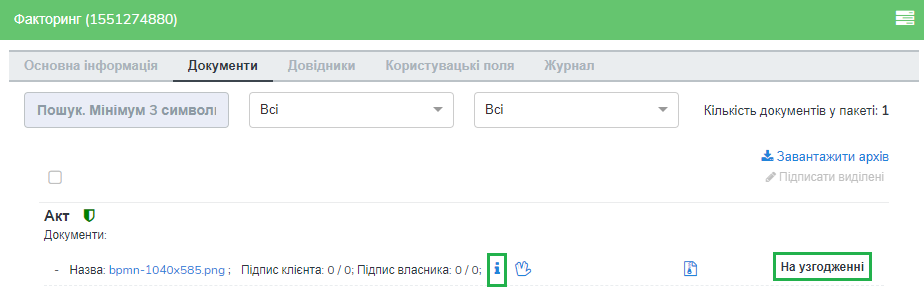 Факторинг (1551274880)
Основна інформація Документи Довідники Користувацькі поля Журнал
Пошук. Мінімум 3 символи Всі Всі Кількість документів у пакеті: 1
Завантажити архів
Підписати виділені
Акт
Документи:
- Назва: bpmn-1040x585.png ; Підпис клієнта: 0 / 0; Підпис власника: 0 / 0; На узгодженні